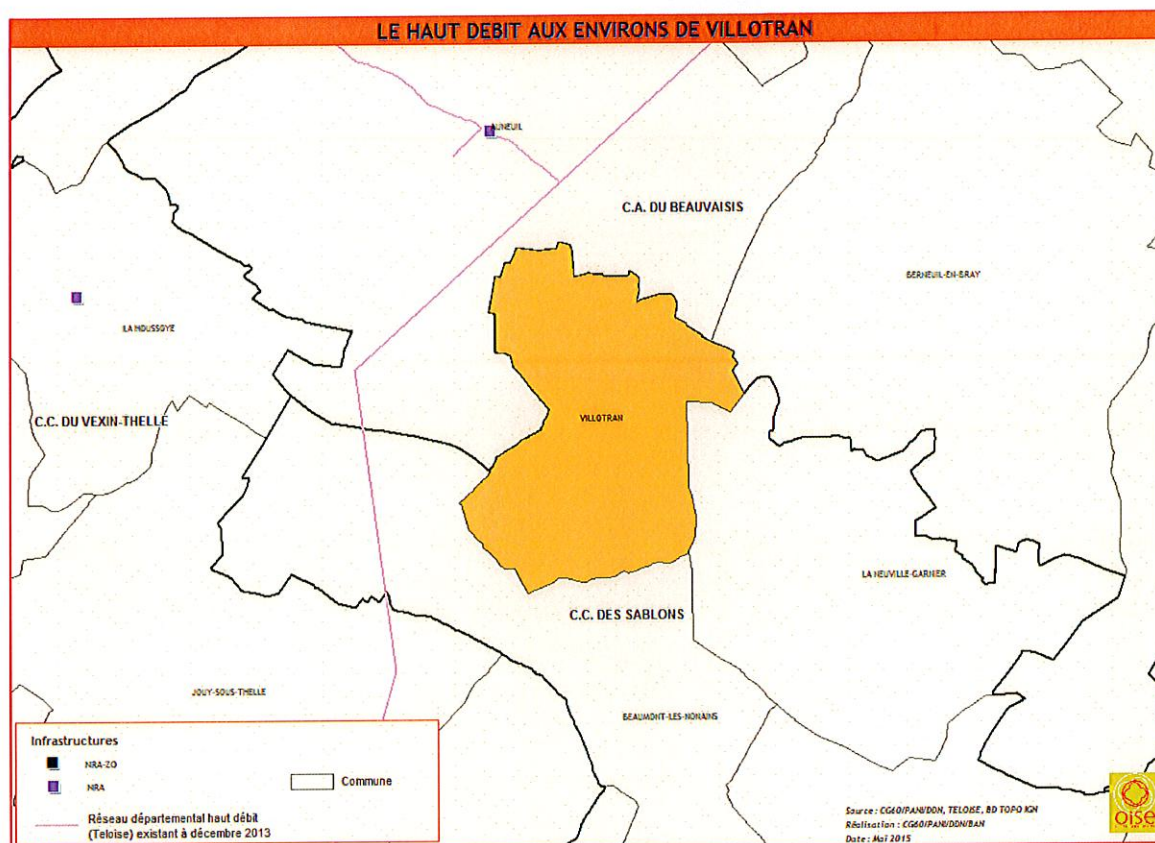 LE HAUT DEBIT AUX ENVIRONS DE VILLOTRAN
AUNEUIL
C.A. DU BEAUVAISIS
BERNEUIL-EN-BRAY
LA HOUSSOYE
C.C. DU VEXIN-THELLE
VILLOTRAN
LA NEUVILLE-GARNIER
C.C. DES SABLONS
JOUY-SOUS-THELLE
BEAUMONT-LES-NONAINS
Infrastructures
NRA-ZO
NRA
Commune
Réseau départemental haut débit
(Teloise) existant à décembre 2013
Source : CG60/PANI/DDN, TELOISE, BD TOPO IGN
Réalisation : CG60/PANI/DDN/BAN
Date : Mai 2015
oise